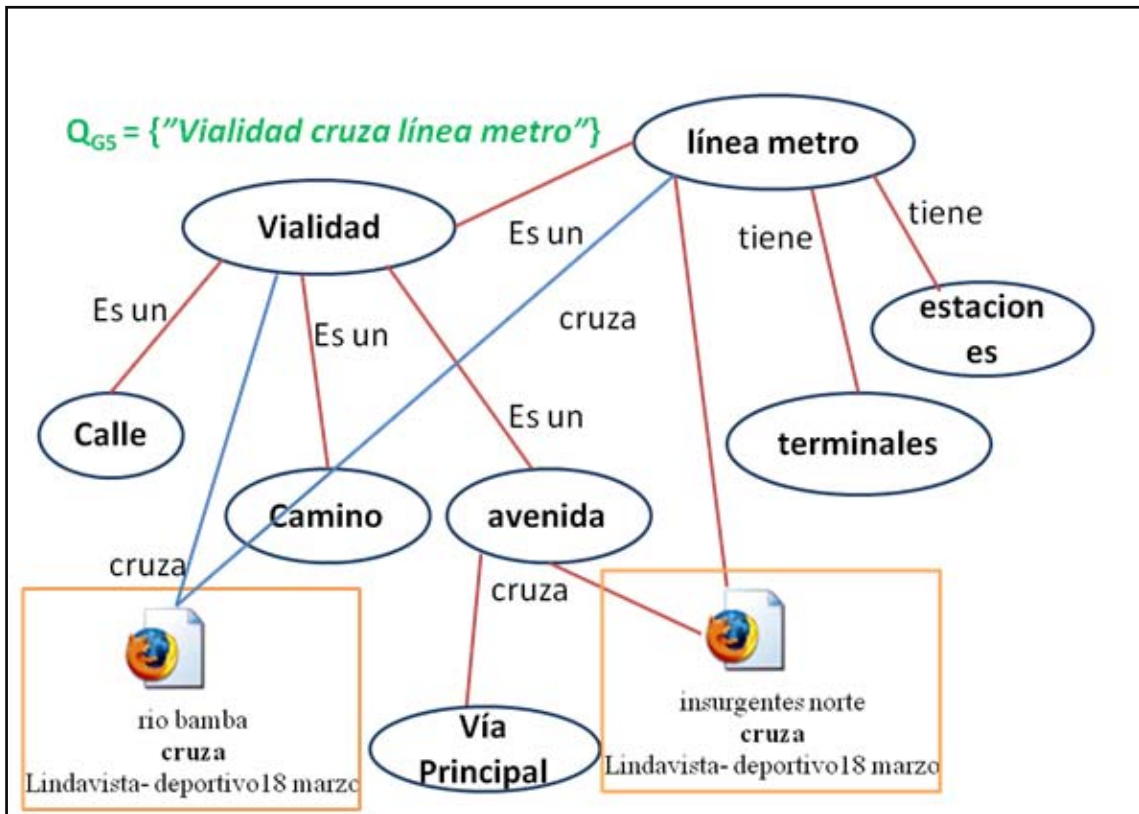 Q_G5 = {"Vialidad cruza línea metro"}
línea metro
Vialidad
Es un
tiene
tiene
Es un
Es un
cruza
estacion
es
Calle
Es un
terminales
Camino
avenida
cruza
cruza
rio bamba
cruza
Lindavista- deportivo18 marzo
Vía
Principal
insurgentes norte
cruza
Lindavista- deportivo18 marzo